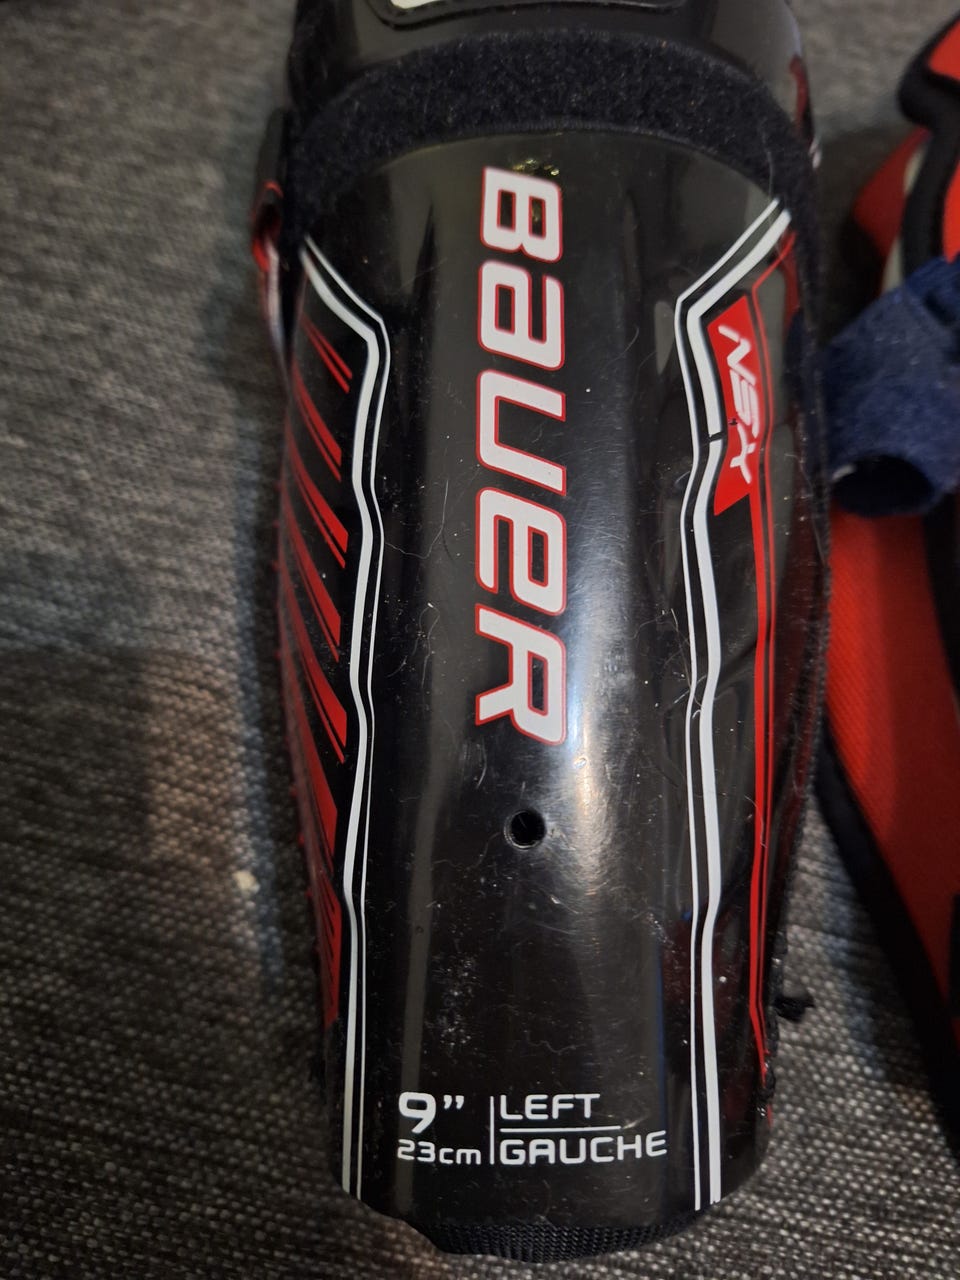 BAUER
NSX
9”
23cm
LEFT
GAUCHE